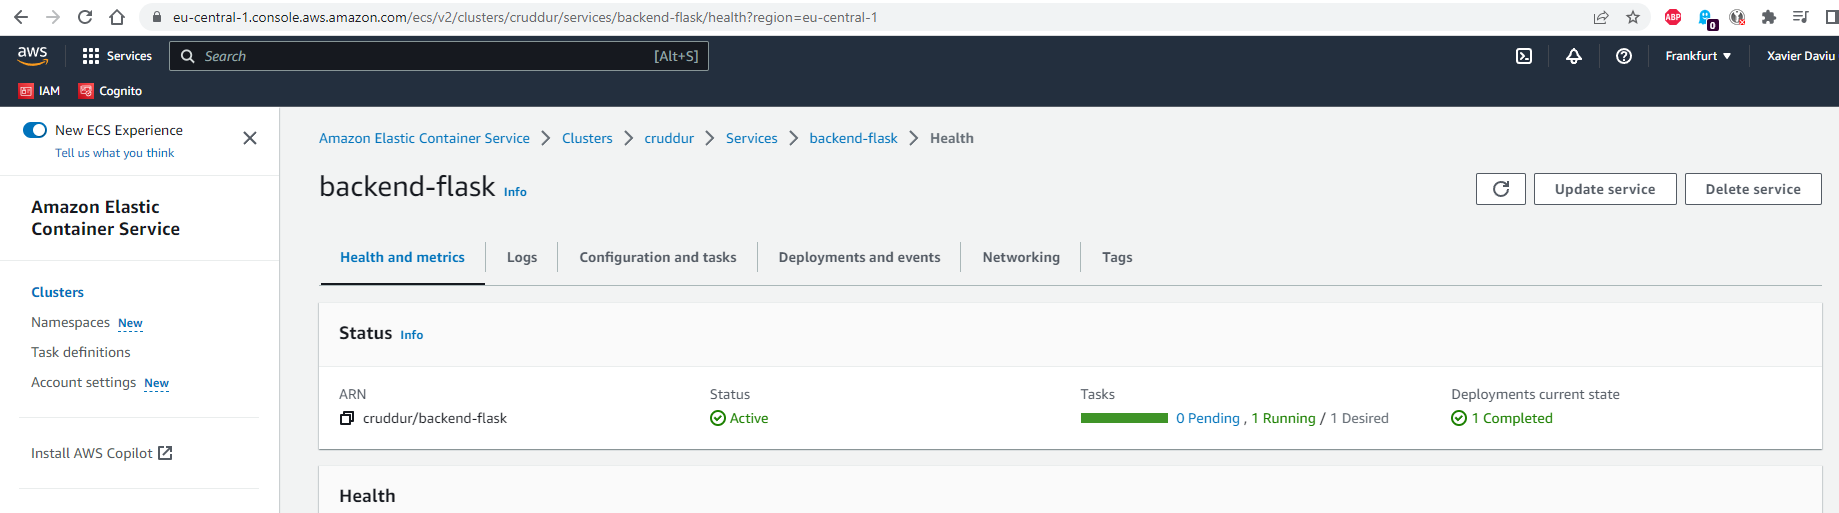 eu-central-1.console.aws.amazon.com/ecs/v2/clusters/cruddur/services/backend-flask/health?region=eu-central-1
ABP
0
aws
Services
Search
[Alt+S]
Frankfurt
Xavier Daviu
IAM
Cognito
New ECS Experience
Tell us what you think
Amazon Elastic
Container Service
Clusters
Namespaces New
Task definitions
Account settings New
Install AWS Copilot
Amazon Elastic Container Service
Clusters
cruddur
Services
backend-flask
Health
backend-flask Info
Update service
Delete service
Health and metrics
Logs
Configuration and tasks
Deployments and events
Networking
Tags
Status Info
ARN
cruddur/backend-flask
Status
Active
Tasks
0 Pending , 1 Running / 1 Desired
Deployments current state
1 Completed
Health